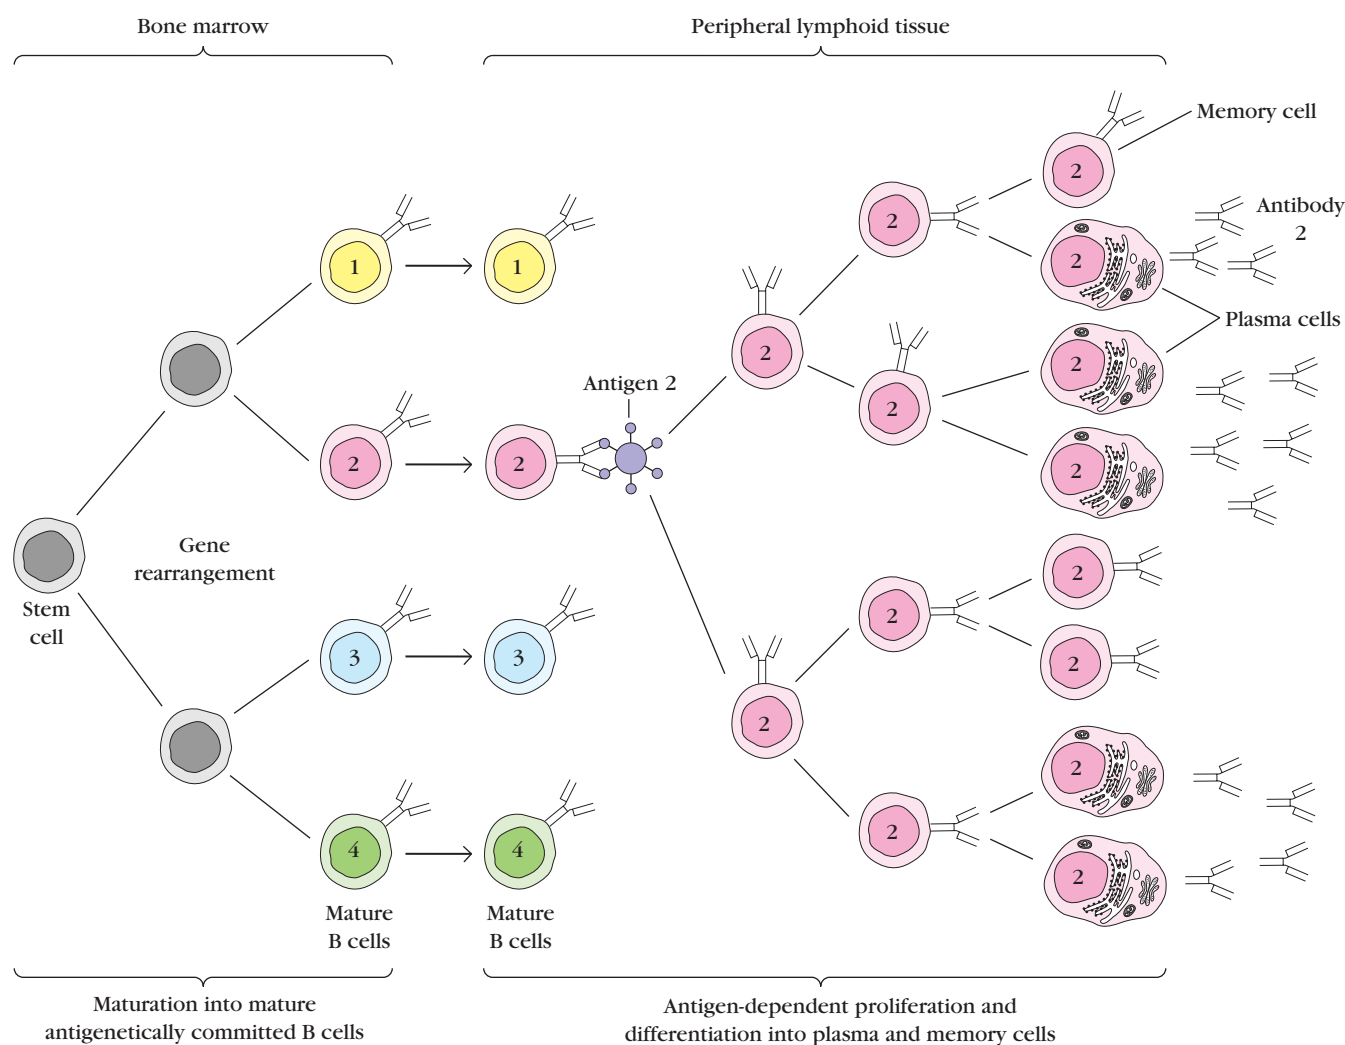 Bone marrow
Peripheral lymphoid tissue
Memory cell
2
Antibody
2
2
2
1
1
2
Plasma cells
2
2
2
Antigen 2
2
2
2
Gene
rearrangement
Stem
cell
2
2
3
3
2
2
2
4
4
2
2
Mature
B cells
Mature
B cells
Maturation into mature
antigenetically committed B cells
Antigen-dependent proliferation and
differentiation into plasma and memory cells